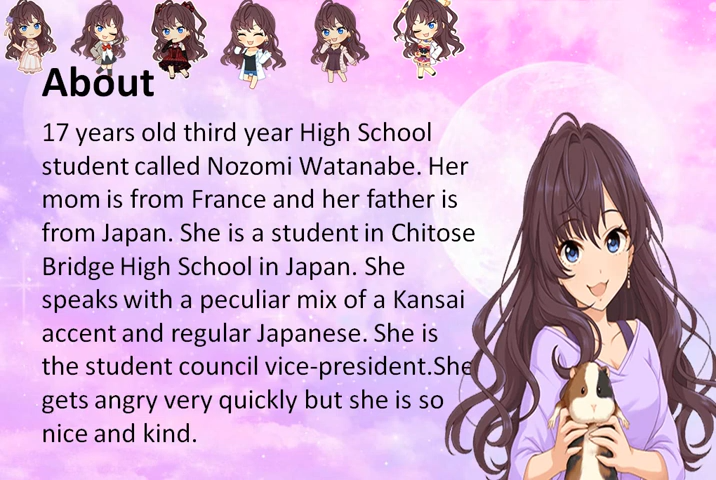 About
17 years old third year High School
student called Nozomi Watanabe. Her
mom is from France and her father is
from Japan. She is a student in Chitose
Bridge High School in Japan. She
speaks with a peculiar mix of a Kansai
accent and regular Japanese. She is
the student council vice-president.She
gets angry very quickly but she is so
nice and kind.